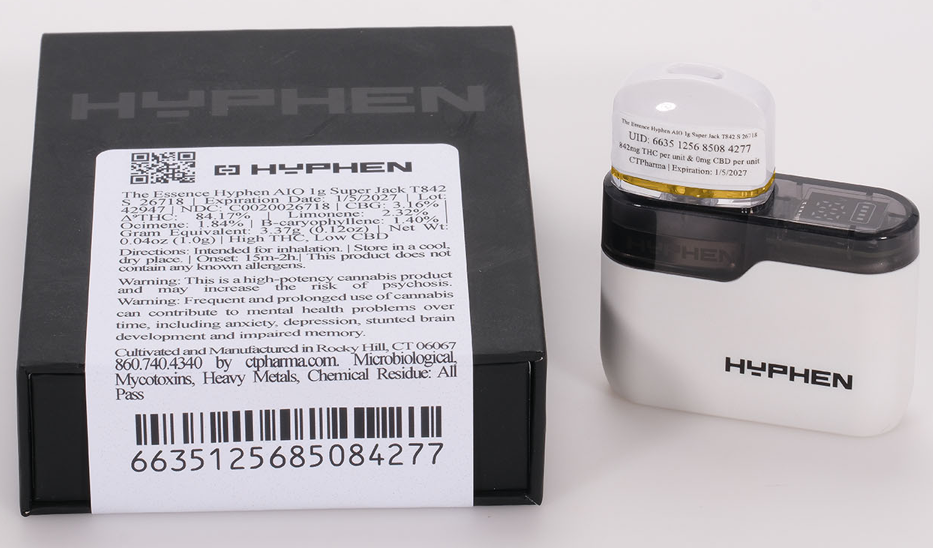 HYPHEN
HYPHEN
The Essence Hyphen AIO 1g Super Jack T842
S 26718 | Expiration Date: 1/5/2027 | Lot:
42947 | NDC: C0020026718 | CBG: 3.16% |
Δ⁹THC: 84.17% | Limonene: 2.32% |
Ocimene: 1.84% | B-caryophyllene: 1.40% |
Gram Equivalent: 3.37g (0.12oz) | Net Wt:
0.04oz (1.0g) | High THC, Low CBD
Directions: Intended for inhalation. | Store in a cool,
dry place. | Onset: 15m-2h.| This product does not
contain any known allergens.
Warning: This is a high-potency cannabis product
and may increase the risk of psychosis.
Warning: Frequent and prolonged use of cannabis
can contribute to mental health problems over
time, including anxiety, depression, stunted brain
development and impaired memory.
Cultivated and Manufactured in Rocky Hill, CT 06067
860.740.4340 by ctpharma.com. Microbiological,
Mycotoxins, Heavy Metals, Chemical Residue: All
Pass
6635125685084277
The Essence Hyphen AIO 1g Super Jack T842 S 26718
UID: 6635 1256 8508 4277
842mg THC per unit & 0mg CBD per unit
CTPharma | Expiration: 1/5/2027
HYPHEN
HYPHEN